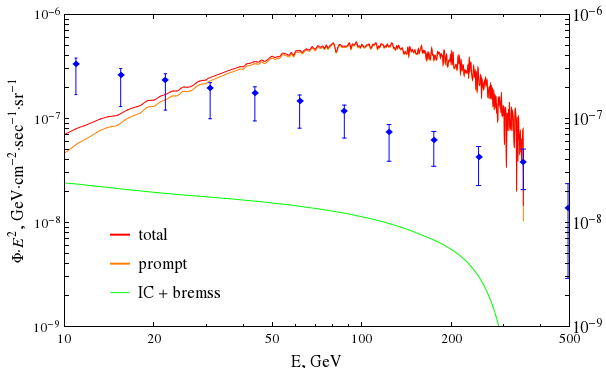 10⁻⁶ 10⁻⁶
10⁻⁷ 10⁻⁷
10⁻⁸ 10⁻⁸
10⁻⁹ 10⁻⁹
Φ·E², GeV·cm⁻²·sec⁻¹·sr⁻¹
total
prompt
IC + bremss
10 20 50 100 200 500
E, GeV